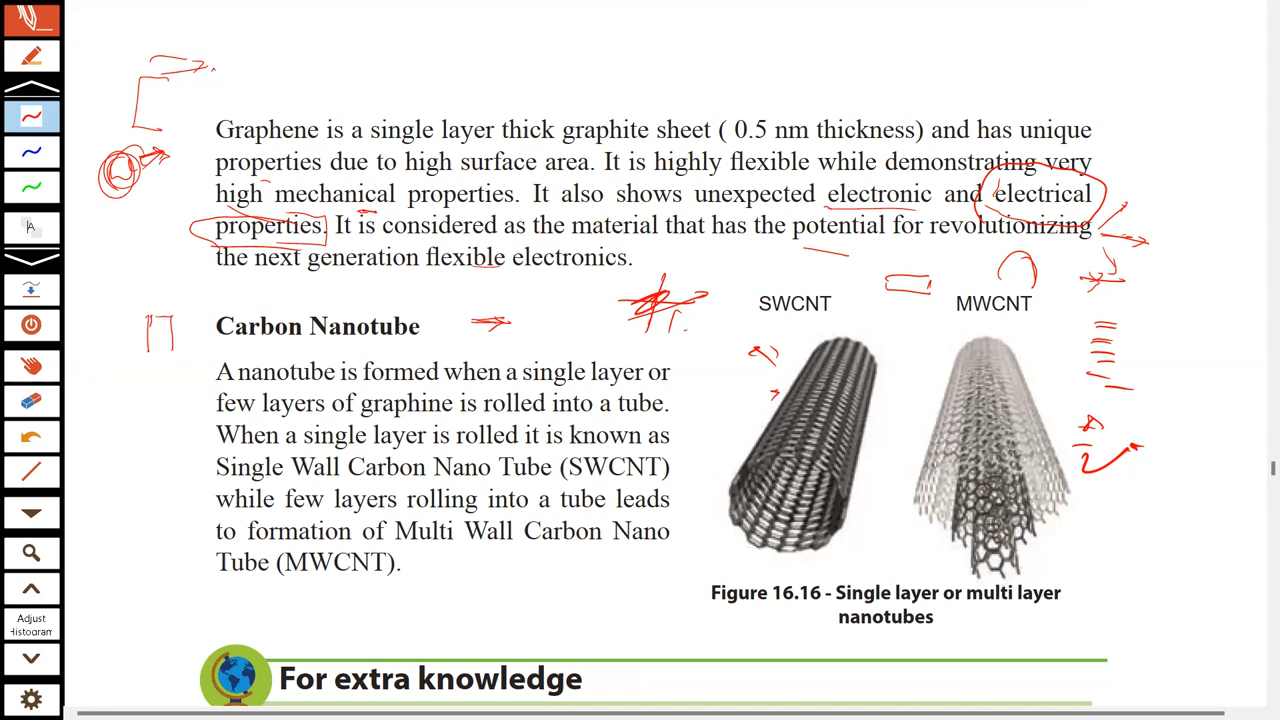 Graphene is a single layer thick graphite sheet ( 0.5 nm thickness) and has unique
properties due to high surface area. It is highly flexible while demonstrating very
high mechanical properties. It also shows unexpected electronic and electrical
properties. It is considered as the material that has the potential for revolutionizing
the next generation flexible electronics.
Carbon Nanotube
A nanotube is formed when a single layer or
few layers of graphine is rolled into a tube.
When a single layer is rolled it is known as
Single Wall Carbon Nano Tube (SWCNT)
while few layers rolling into a tube leads
to formation of Multi Wall Carbon Nano
Tube (MWCNT).
SWCNT
MWCNT
Figure 16.16 - Single layer or multi layer
nanotubes
For extra knowledge
A
Adjust
Histogram